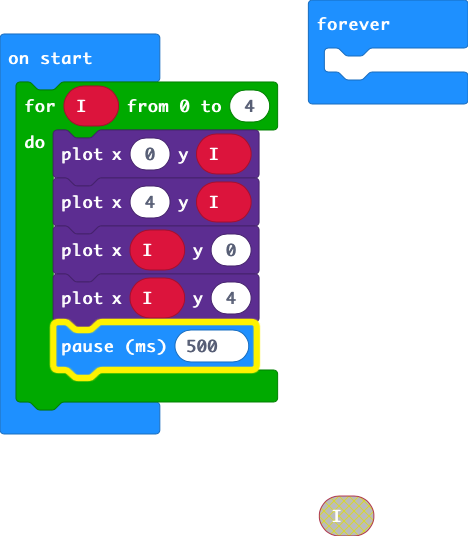 forever
on start
for I from 0 to 4
do
plot x 0 y I
plot x 4 y I
plot x I y 0
plot x I y 4
pause (ms) 500
I